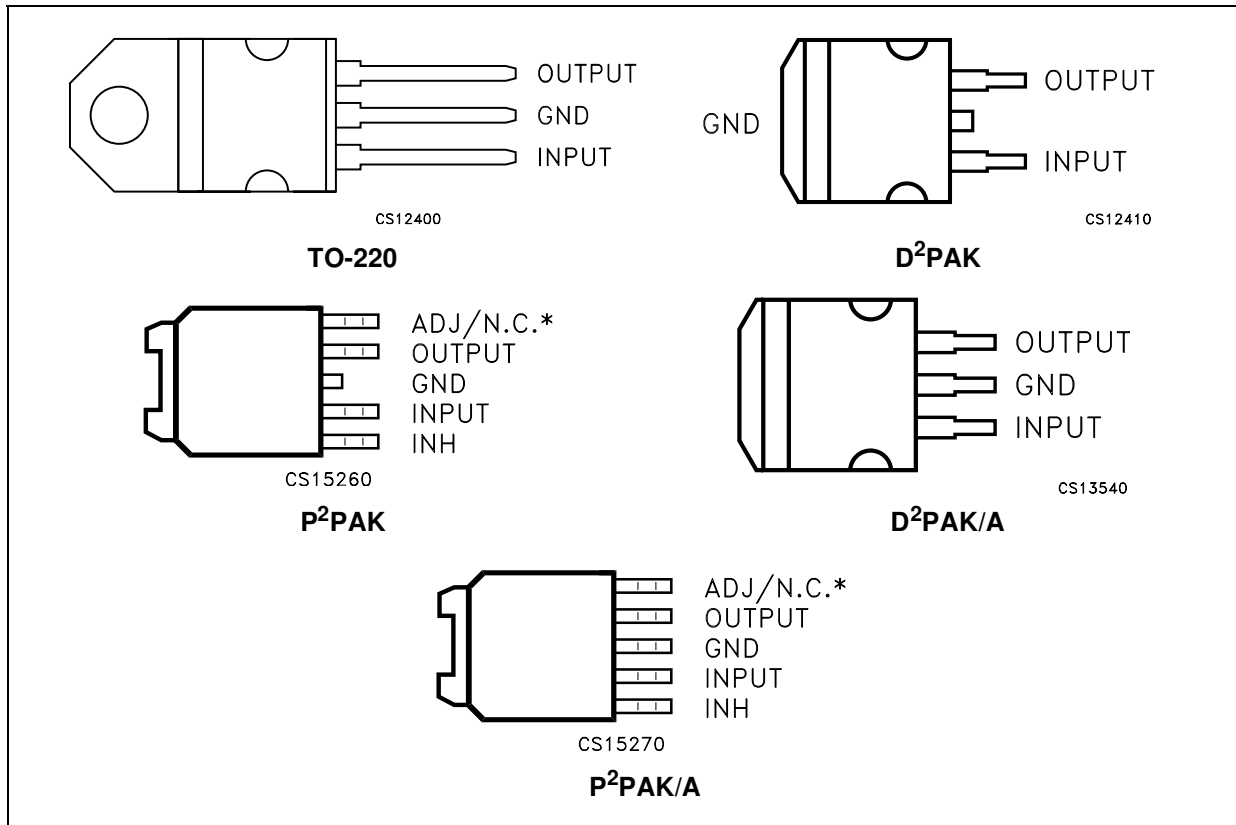 OUTPUT
GND
INPUT
CS12400
TO-220
GND
OUTPUT
INPUT
CS12410
D²PAK
ADJ/N.C.*
OUTPUT
GND
INPUT
INH
CS15260
P²PAK
OUTPUT
GND
INPUT
CS13540
D²PAK/A
ADJ/N.C.*
OUTPUT
GND
INPUT
INH
CS15270
P²PAK/A